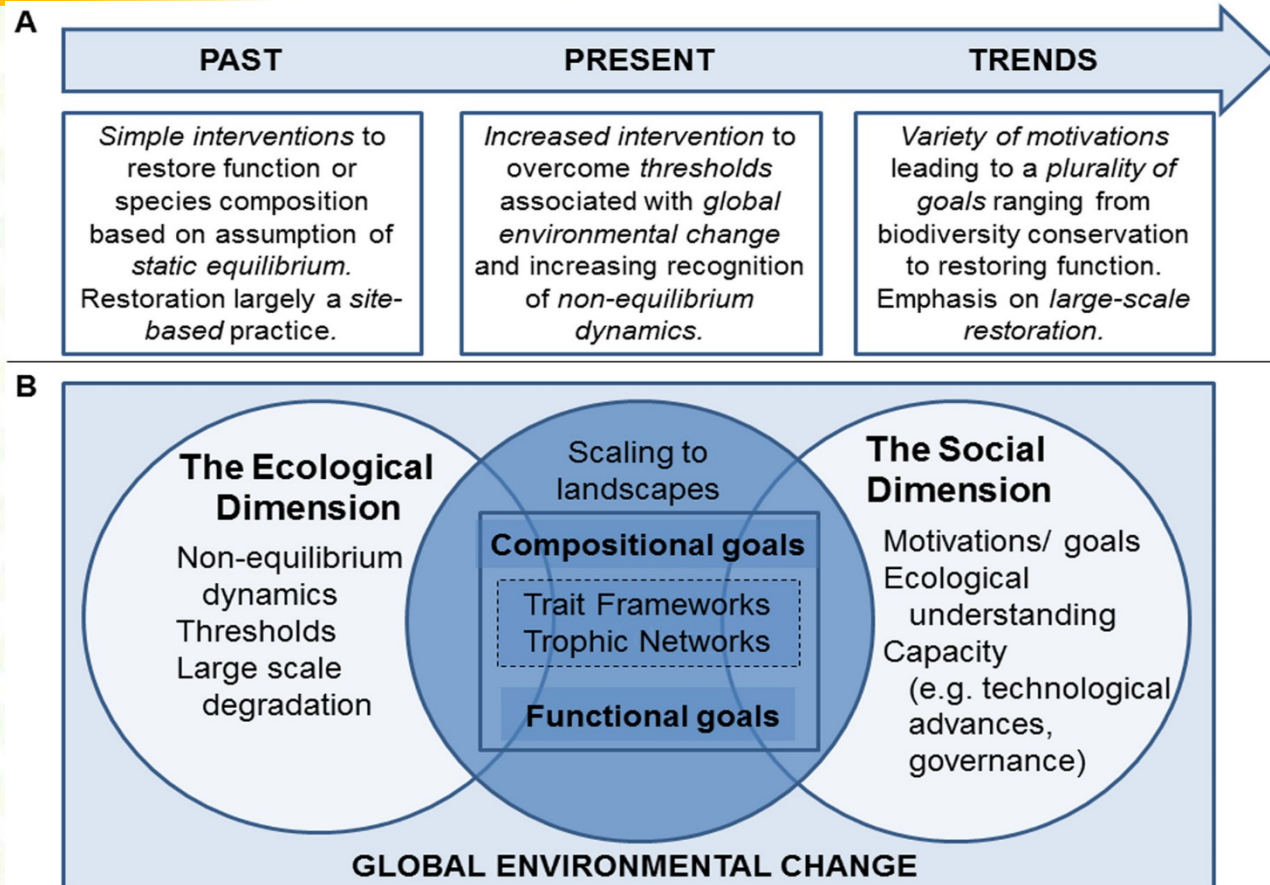 A
PAST
PRESENT
TRENDS
Simple interventions to
restore function or
species composition
based on assumption of
static equilibrium.
Restoration largely a site-
based practice.
Increased intervention to
overcome thresholds
associated with global
environmental change
and increasing recognition
of non-equilibrium
dynamics.
Variety of motivations
leading to a plurality of
goals ranging from
biodiversity conservation
to restoring function.
Emphasis on large-scale
restoration.
B
The Ecological
Dimension
Non-equilibrium
dynamics
Thresholds
Large scale
degradation
Scaling to
landscapes
Compositional goals
Trait Frameworks
Trophic Networks
Functional goals
The Social
Dimension
Motivations/ goals
Ecological
understanding
Capacity
(e.g. technological
advances,
governance)
GLOBAL ENVIRONMENTAL CHANGE